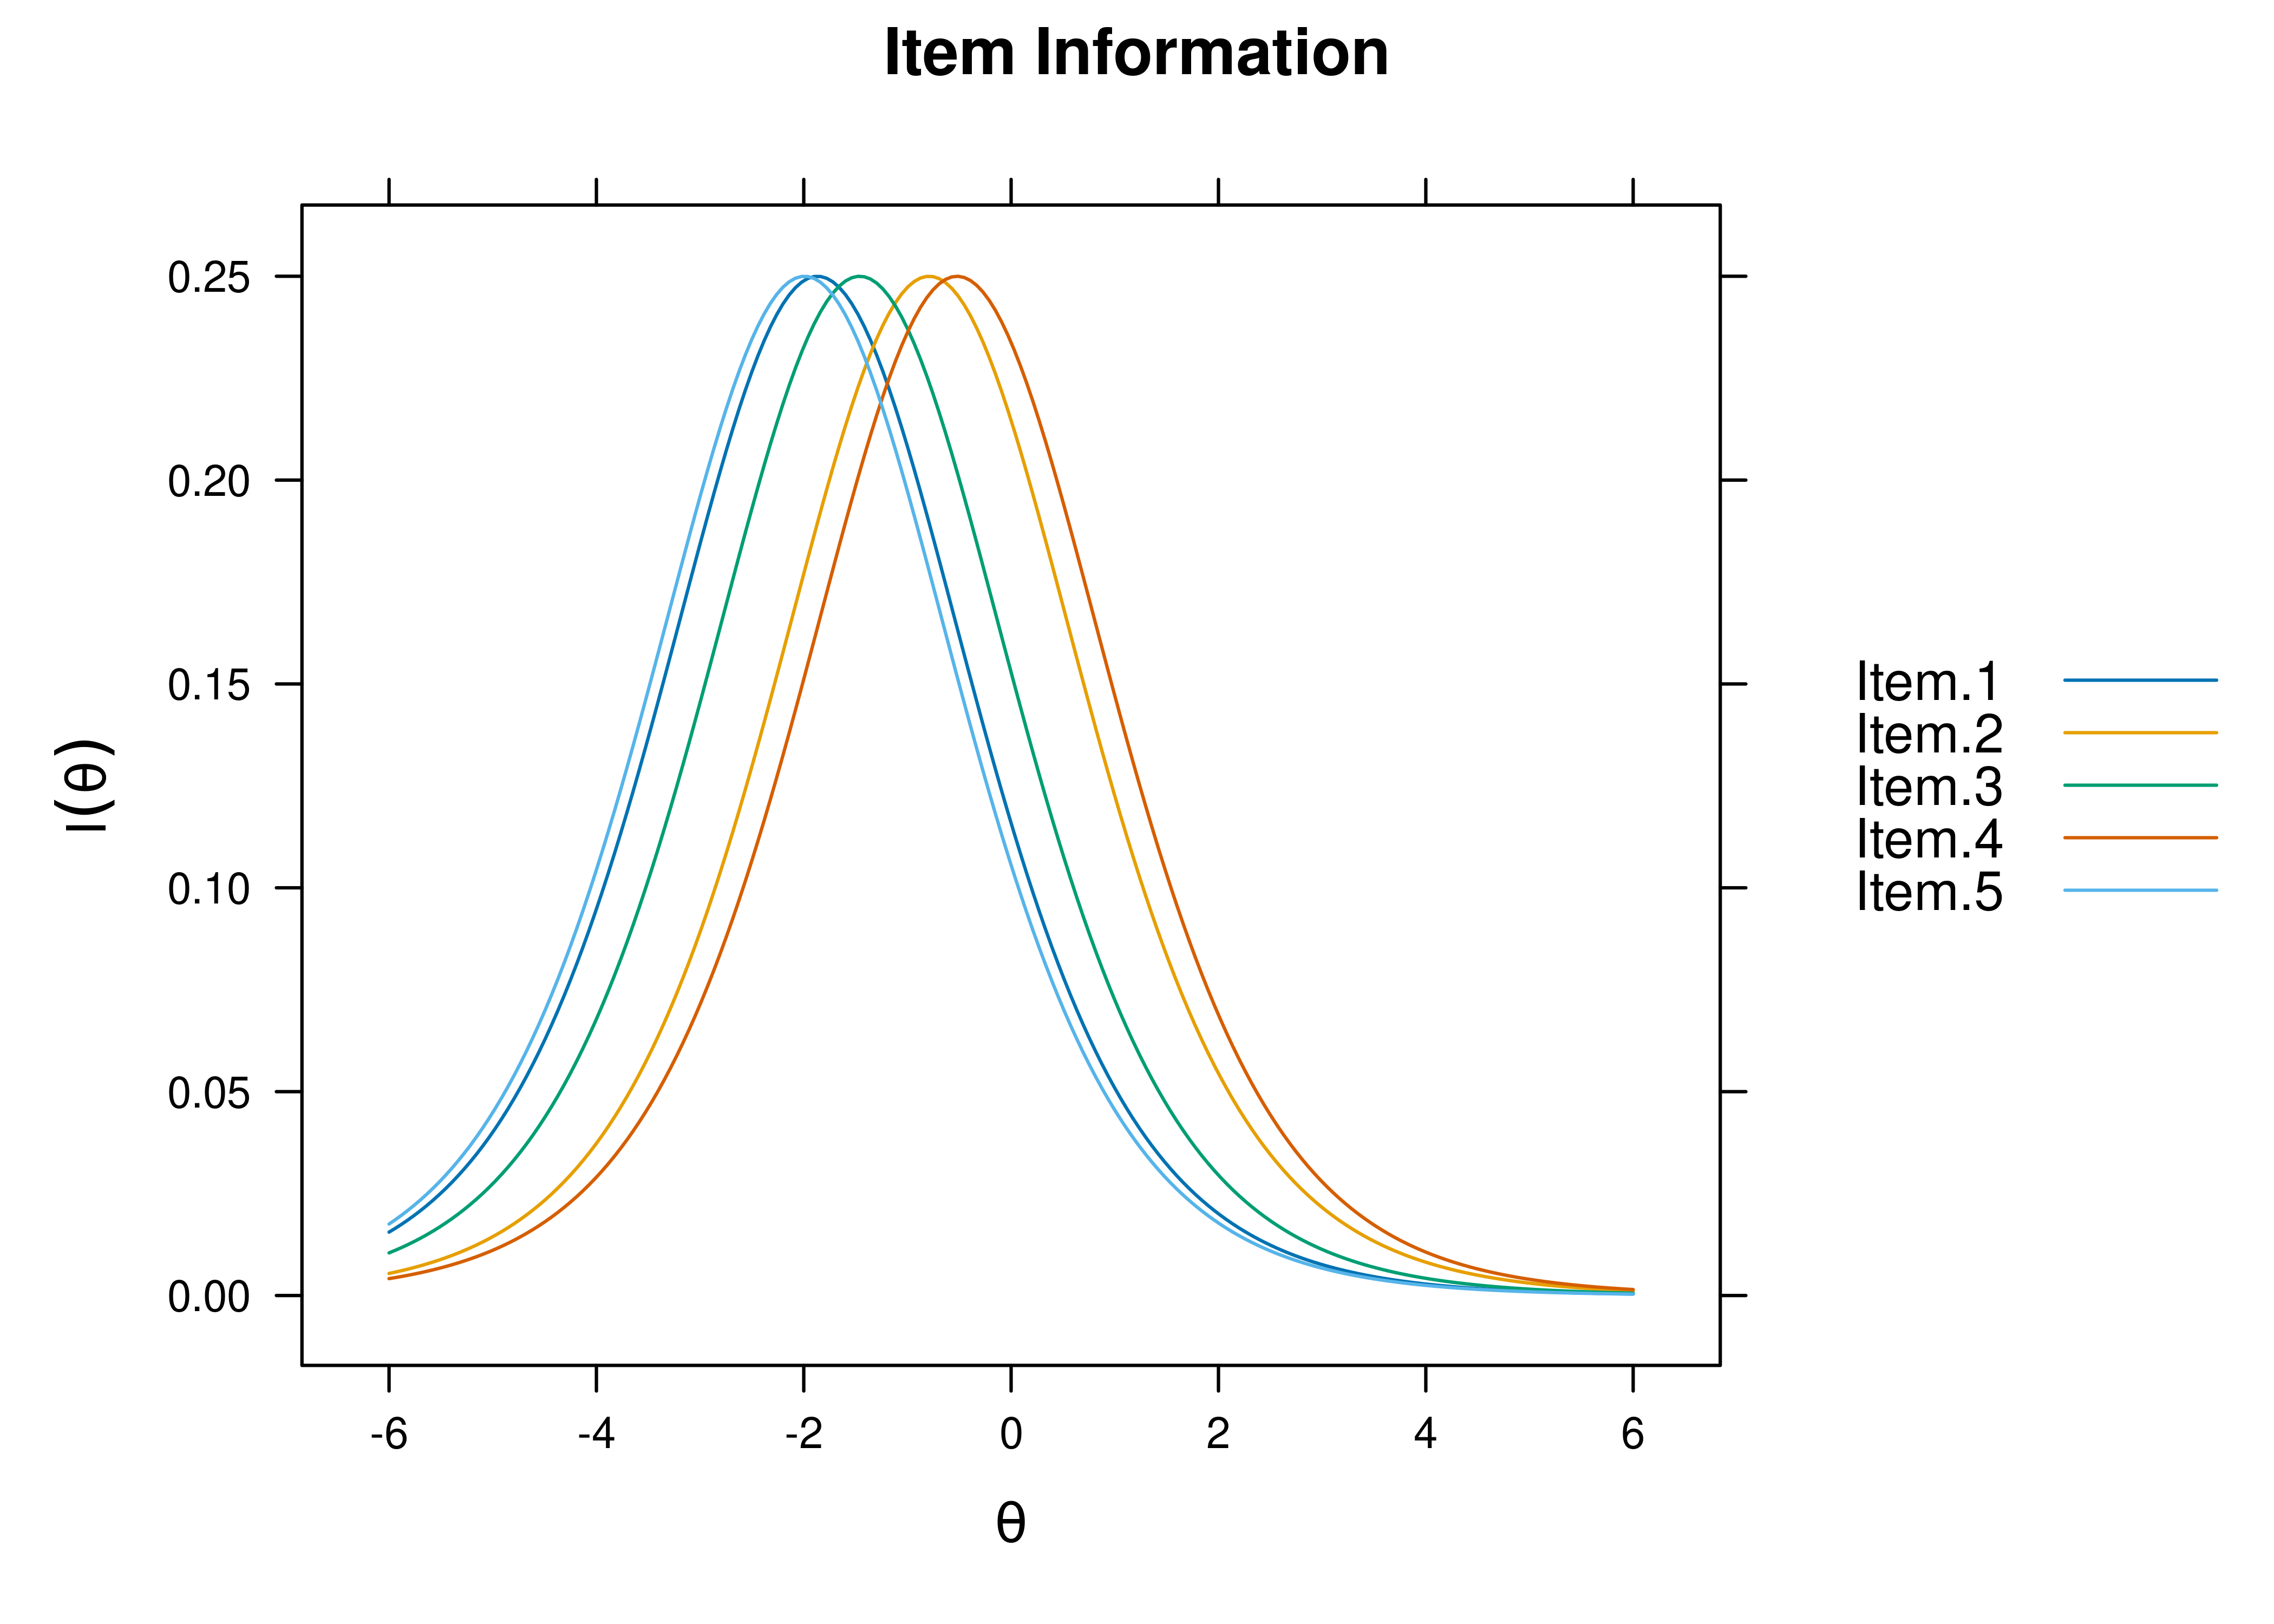 Item Information
0.25
0.20
0.15
0.10
0.05
0.00
I(θ)
-6 -4 -2 0 2 4 6
θ
Item.1
Item.2
Item.3
Item.4
Item.5